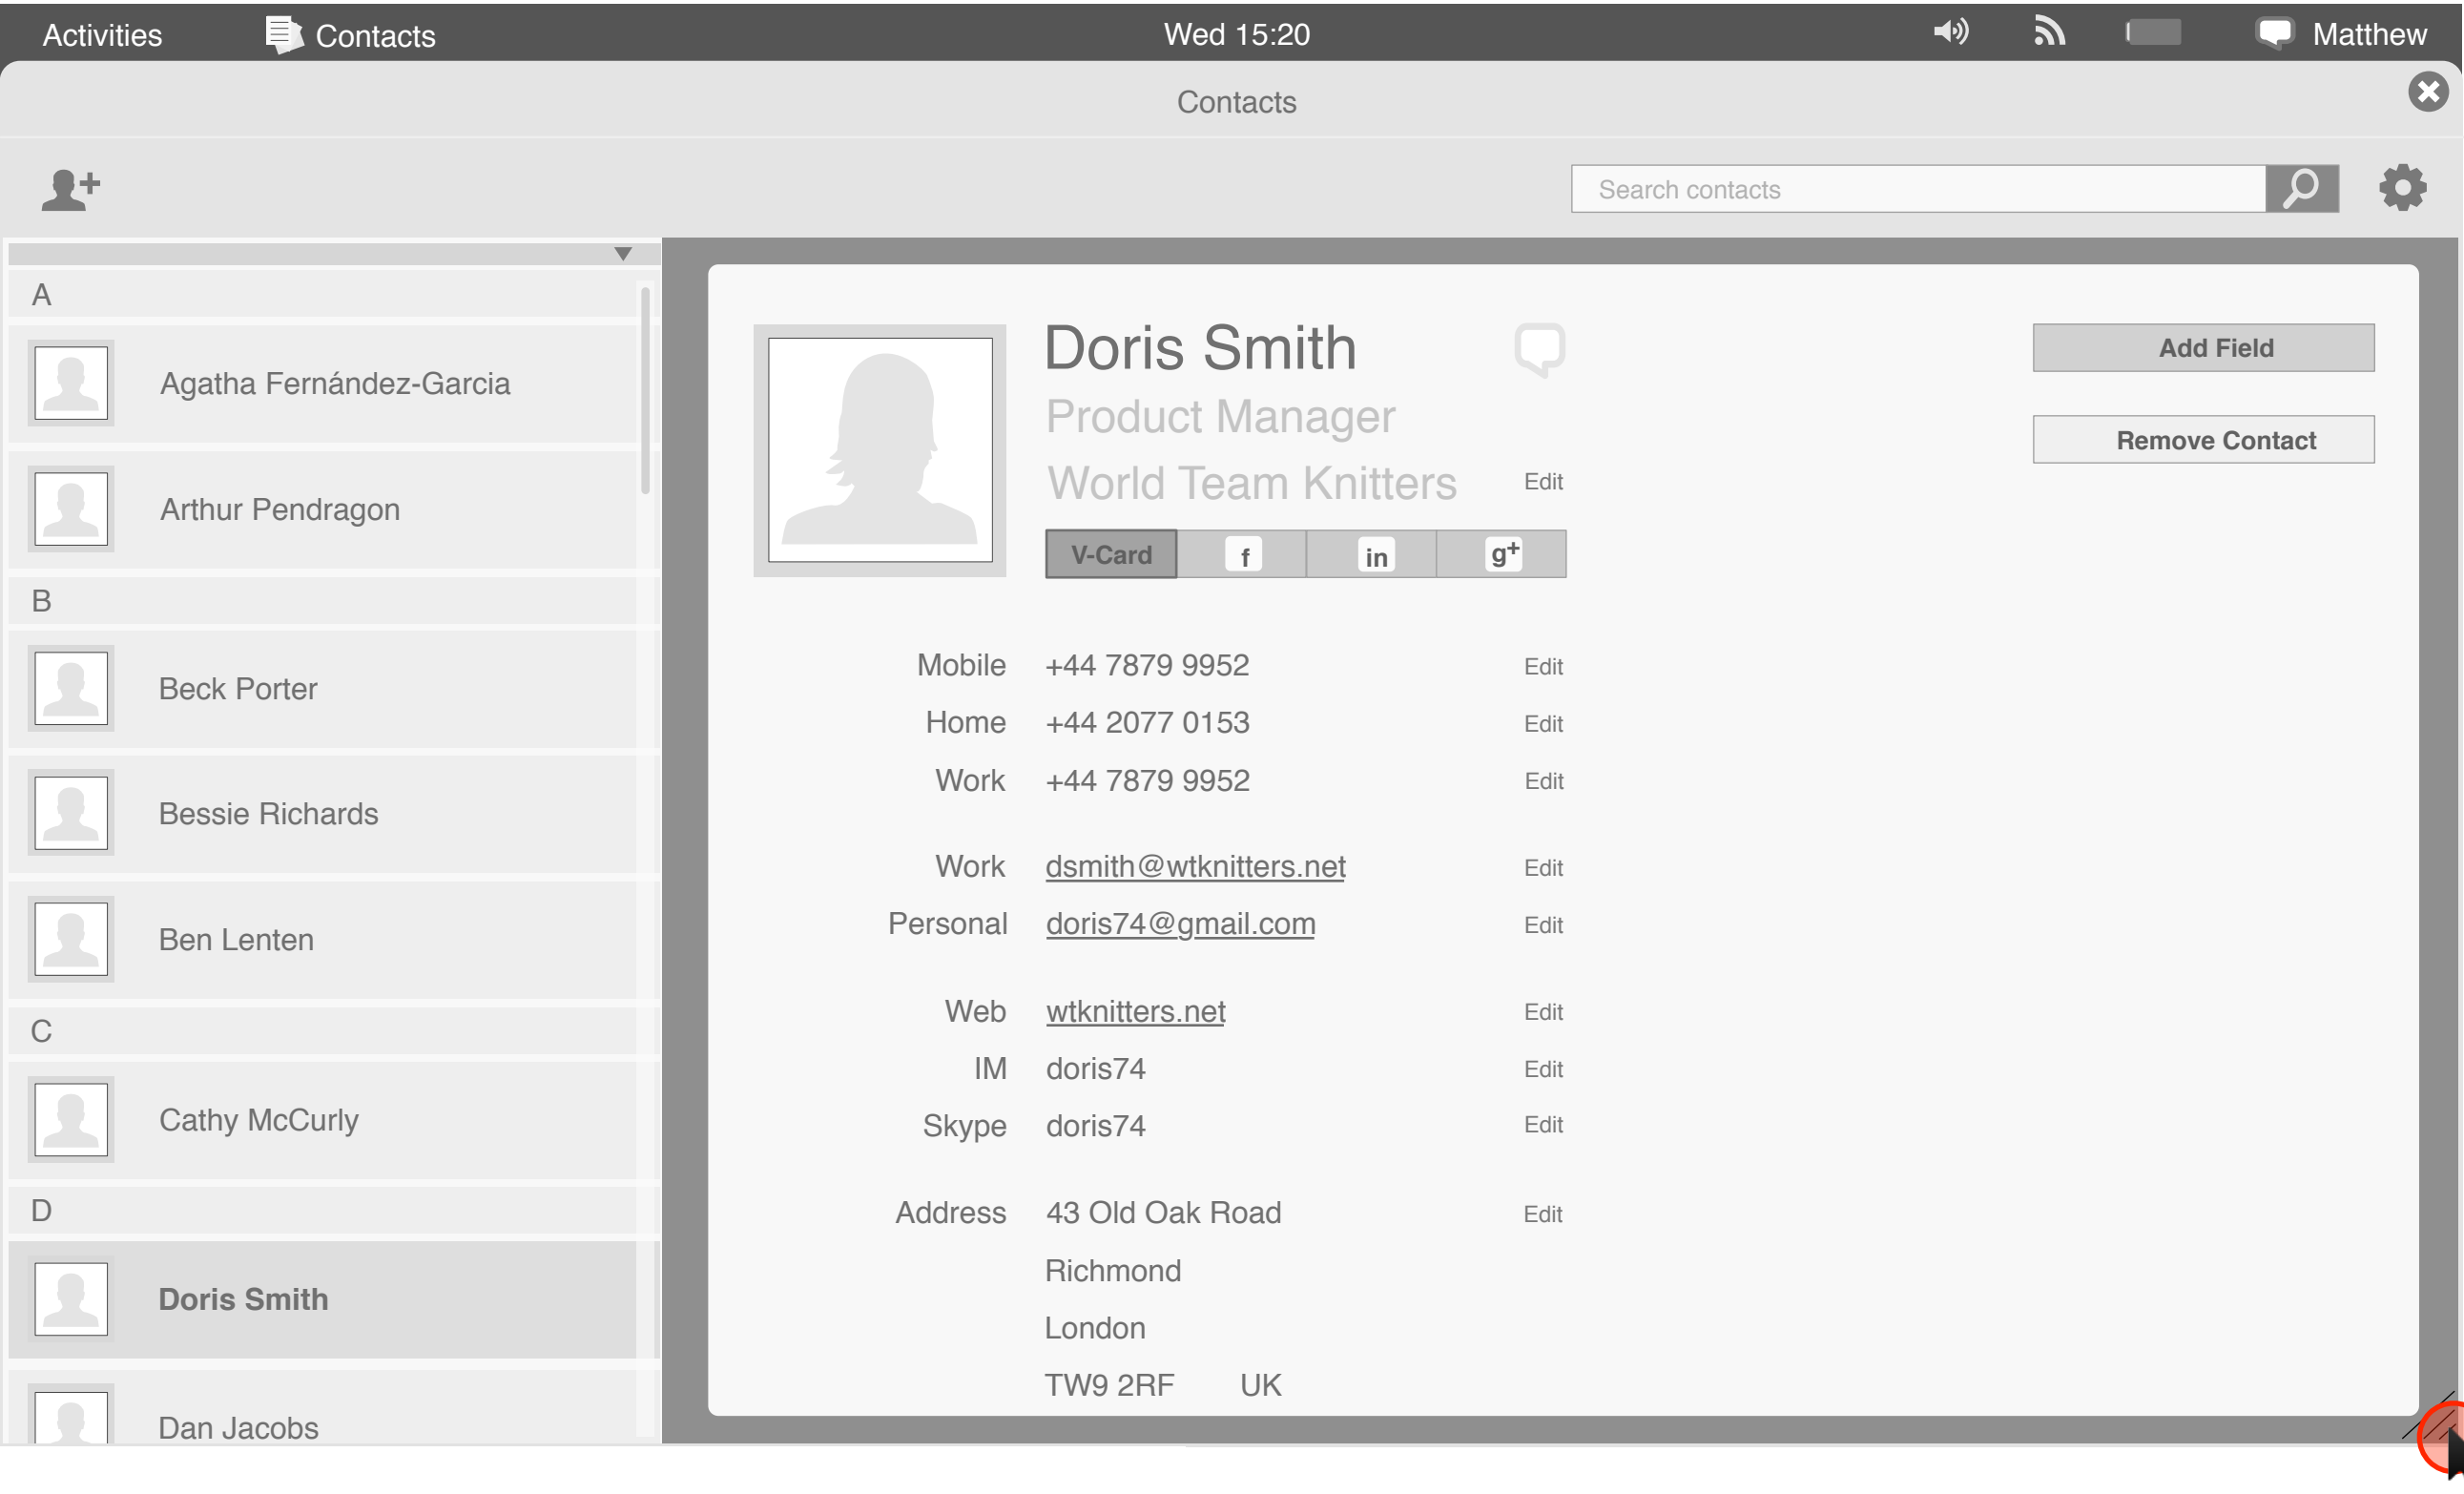 Activities Contacts Wed 15:20 Matthew
Contacts
Search contacts
A
Agatha Fernández-Garcia
Arthur Pendragon
B
Beck Porter
Bessie Richards
Ben Lenten
C
Cathy McCurly
D
Doris Smith
Dan Jacobs
Doris Smith
Product Manager
World Team Knitters Edit
V-Card f in g+
Add Field
Remove Contact
Mobile +44 7879 9952 Edit
Home +44 2077 0153 Edit
Work +44 7879 9952 Edit
Work dsmith@wtknitters.net Edit
Personal doris74@gmail.com Edit
Web wtknitters.net Edit
IM doris74 Edit
Skype doris74 Edit
Address 43 Old Oak Road Edit
Richmond
London
TW9 2RF UK